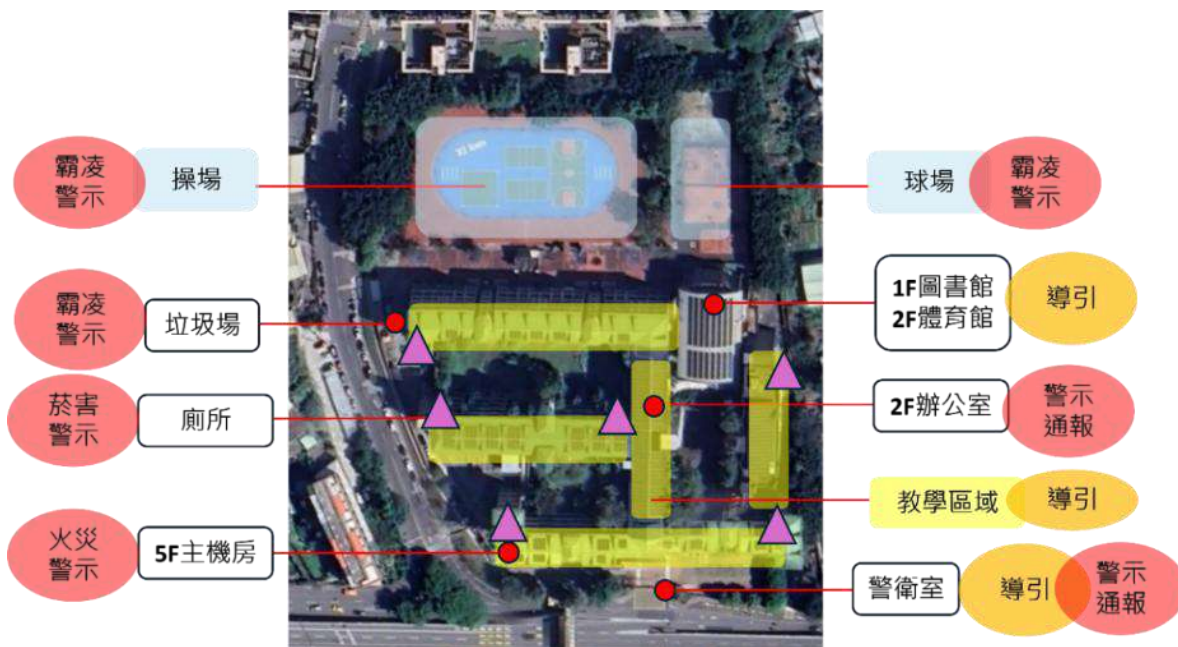 霸凌
警示
操場
球場
霸凌
警示
霸凌
警示
垃圾場
1F圖書館
2F體育館
導引
菸害
警示
廁所
2F辦公室
警示
通報
教學區域
導引
火災
警示
5F主機房
警衛室
導引
警示
通報